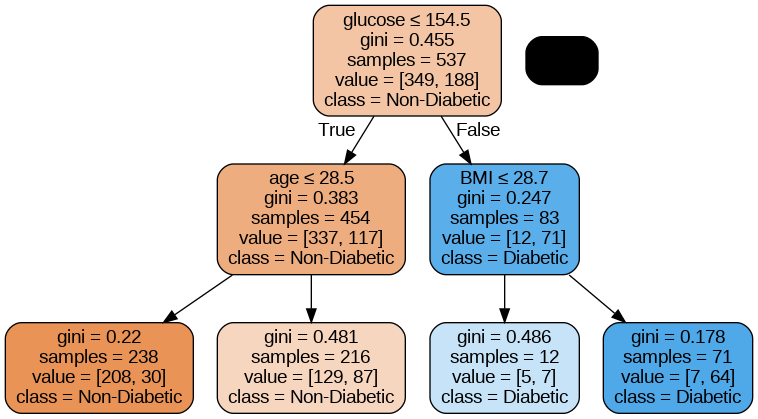 glucose ≤ 154.5
gini = 0.455
samples = 537
value = [349, 188]
class = Non-Diabetic
True
False
age ≤ 28.5
gini = 0.383
samples = 454
value = [337, 117]
class = Non-Diabetic
BMI ≤ 28.7
gini = 0.247
samples = 83
value = [12, 71]
class = Diabetic
gini = 0.22
samples = 238
value = [208, 30]
class = Non-Diabetic
gini = 0.481
samples = 216
value = [129, 87]
class = Non-Diabetic
gini = 0.486
samples = 12
value = [5, 7]
class = Diabetic
gini = 0.178
samples = 71
value = [7, 64]
class = Diabetic